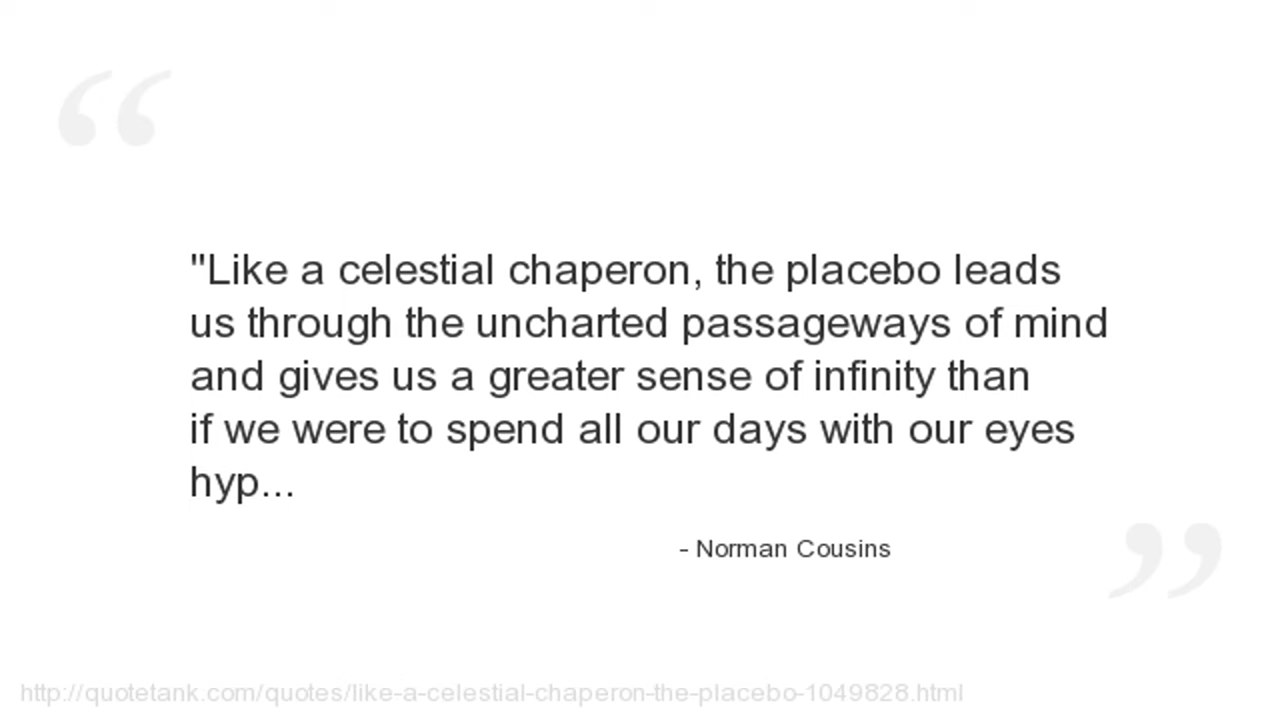 "Like a celestial chaperon, the placebo leads
us through the uncharted passageways of mind
and gives us a greater sense of infinity than
if we were to spend all our days with our eyes
hyp...
- Norman Cousins
http://quotetank.com/quotes/like-a-celestial-chaperon-the-placebo-1049828.html